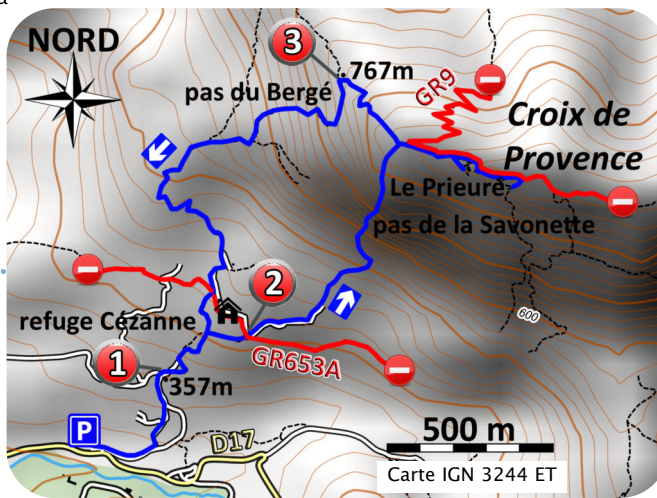 a
NORD
3
767m
pas du Bergé
GR9
Croix de
Provence
Le Prieuré
pas de la Savonette
2
refuge Cézanne
600
1
GR653A
357m
P
D17
500 m
Carte IGN 3244 ET